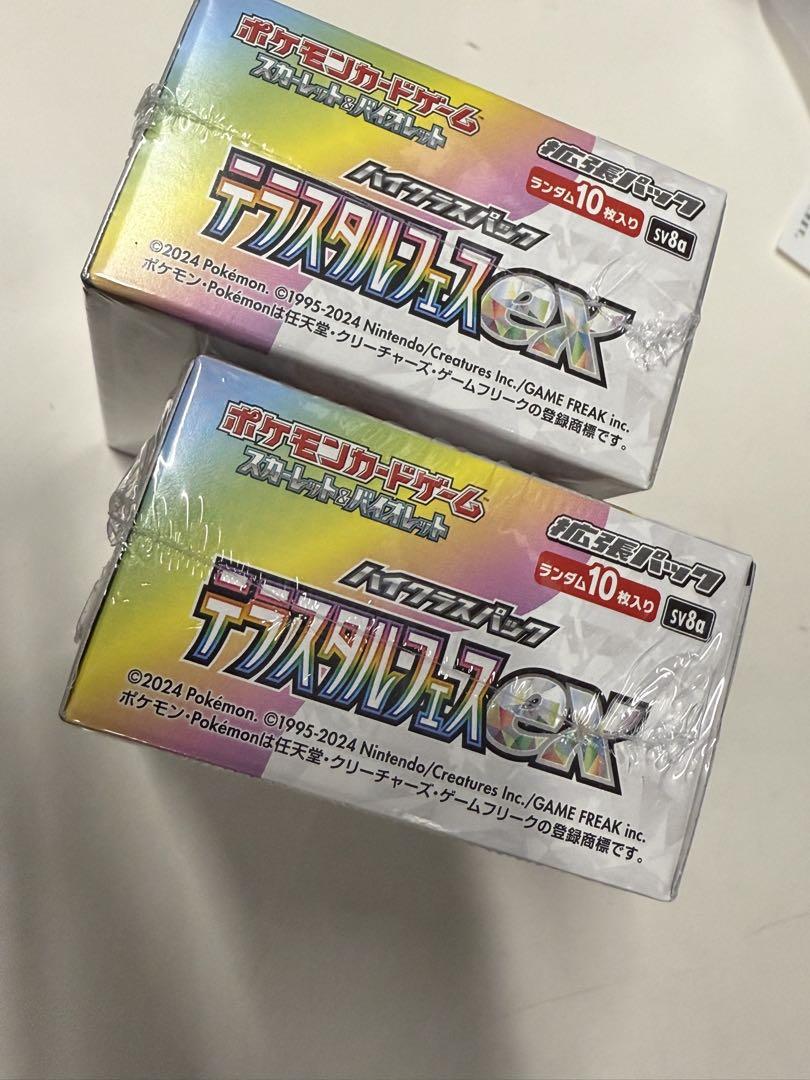 ポケモンカードゲーム
スカーレット&バイオレット
拡張パック
ランダム10枚入り
SV8a
ハイクラスパック
テラスタルフェスex
©2024 Pokémon. ©1995-2024 Nintendo/Creatures Inc./GAME FREAK inc.
ポケモン・Pokémonは任天堂・クリーチャーズ・ゲームフリークの登録商標です。
ポケモンカードゲーム
スカーレット&バイオレット
拡張パック
ランダム10枚入り
SV8a
ハイクラスパック
テラスタルフェスex
©2024 Pokémon. ©1995-2024 Nintendo/Creatures Inc./GAME FREAK inc.
ポケモン・Pokémonは任天堂・クリーチャーズ・ゲームフリークの登録商標です。